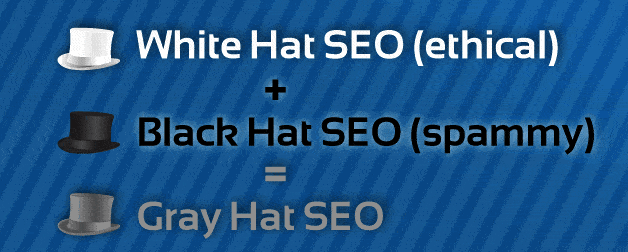 White Hat SEO (ethical)
+
Black Hat SEO (spammy)
=
Gray Hat SEO